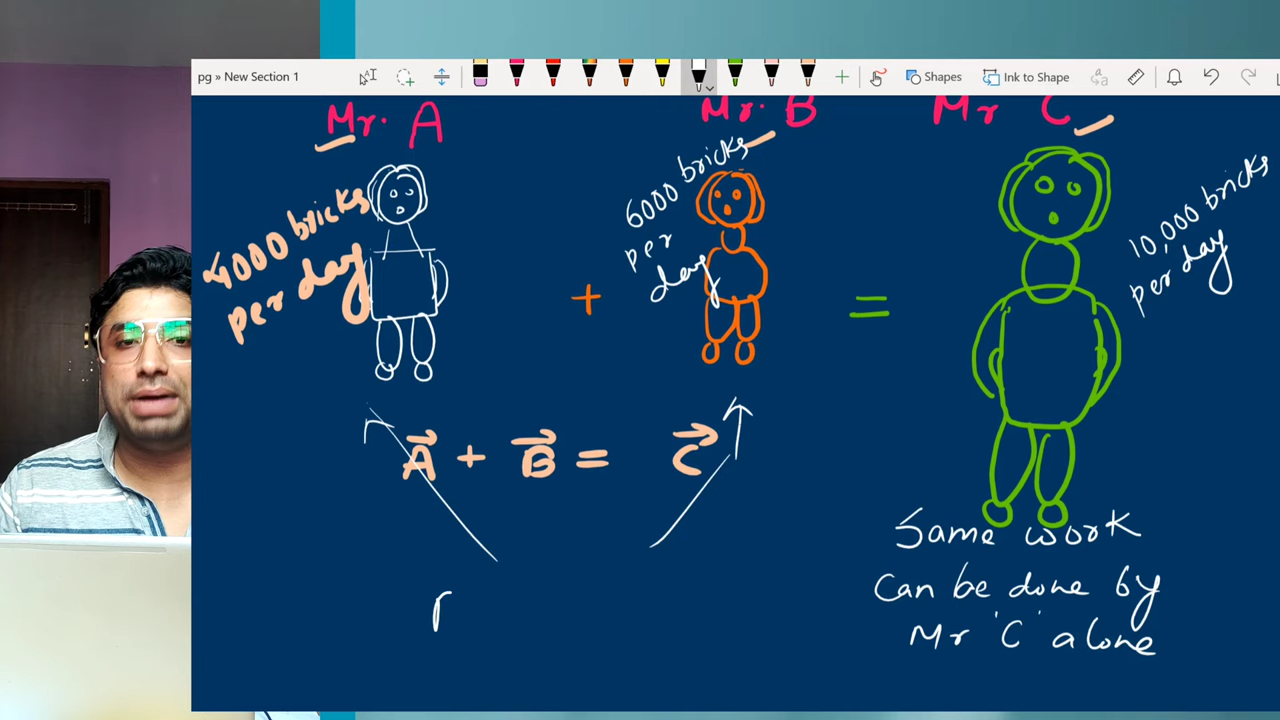 pg » New Section 1
Shapes
Ink to Shape
Mr. A
Mr. B
Mr C
4000 bricks
per day
6000 bricks
per
day
10,000 bricks
per day
+
=
A + B = C
Same work
Can be done by
Mr 'C' alone